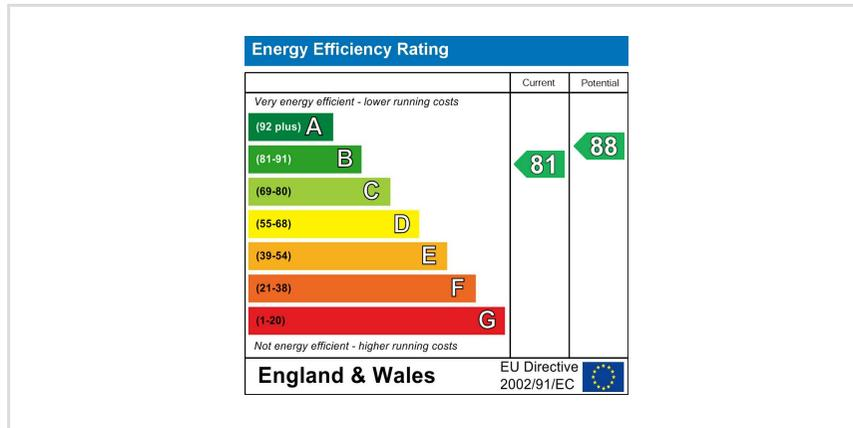 Energy Efficiency Rating
Current Potential
Very energy efficient - lower running costs
(92 plus) A
(81-91) B
(69-80) C
(55-68) D
(39-54) E
(21-38) F
(1-20) G
81
88
Not energy efficient - higher running costs
England & Wales
EU Directive
2002/91/EC